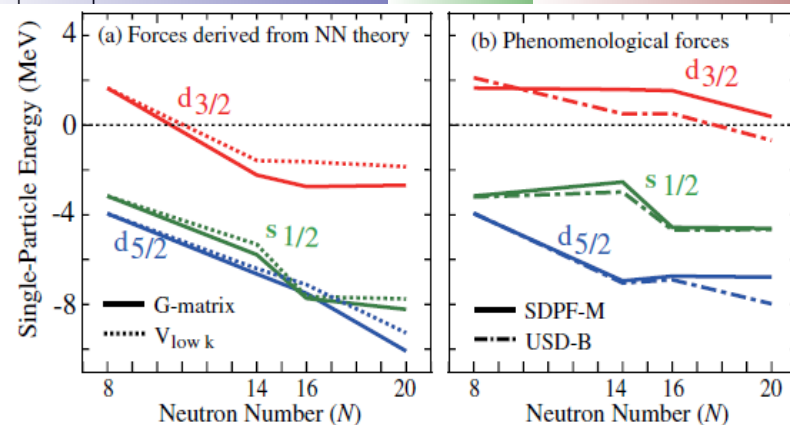 (a) Forces derived from NN theory
(b) Phenomenological forces
Single-Particle Energy (MeV)
4
0
-4
-8
d3/2
s 1/2
d5/2
G-matrix
Vlow k
8
14
16
20
Neutron Number (N)
d3/2
s 1/2
d5/2
SDPF-M
USD-B
8
14
16
20
Neutron Number (N)